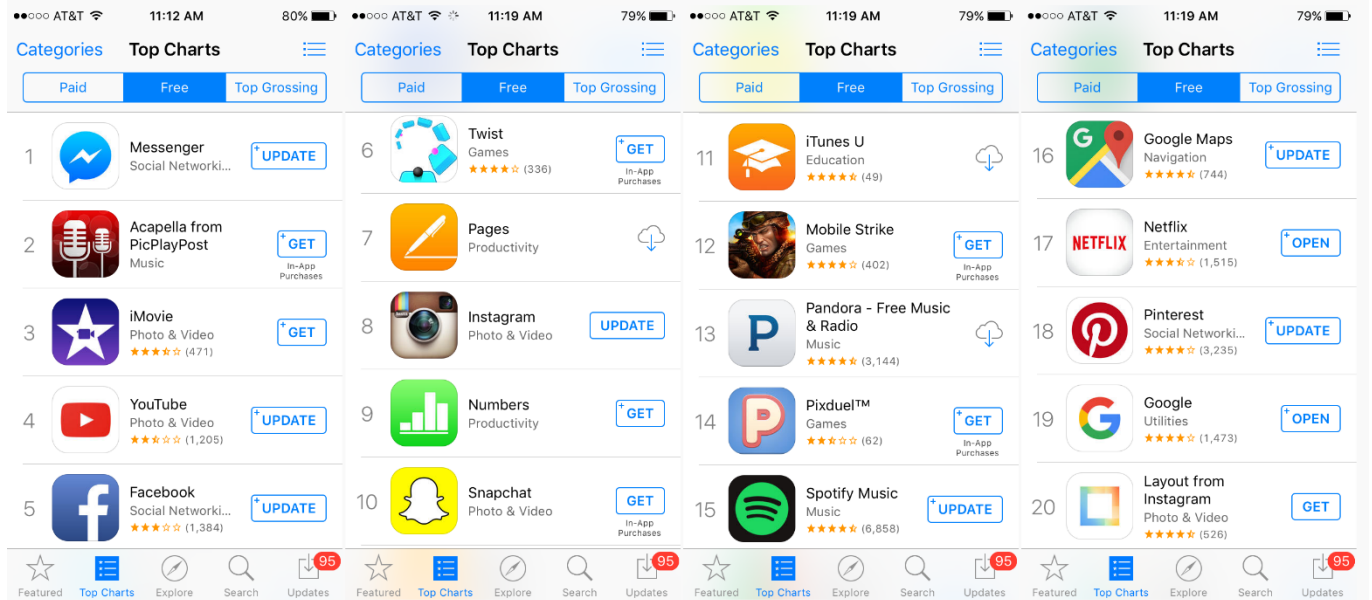 ●●○○○ AT&T 11:12 AM 80%
Categories Top Charts
Paid Free Top Grossing
1
Messenger
Social Networki...
+UPDATE
2
Acapella from
PicPlayPost
Music
+GET
In-App
Purchases
3
iMovie
Photo & Video
(471)
+GET
4
YouTube
Photo & Video
(1,205)
+UPDATE
5
Facebook
Social Networki...
(1,384)
+UPDATE
Featured Top Charts Explore Search Updates
95
●●○○○ AT&T 11:19 AM 79%
Categories Top Charts
Paid Free Top Grossing
6
Twist
Games
(336)
+GET
In-App
Purchases
7
Pages
Productivity
8
Instagram
Photo & Video
UPDATE
9
Numbers
Productivity
+GET
10
Snapchat
Photo & Video
GET
In-App
Purchases
Featured Top Charts Explore Search Updates
95
●●○○○ AT&T 11:19 AM 79%
Categories Top Charts
Paid Free Top Grossing
11
iTunes U
Education
(49)
12
Mobile Strike
Games
(402)
+GET
In-App
Purchases
13
P
Pandora - Free Music
& Radio
Music
(3,144)
14
P
Pixduel™
Games
(62)
+GET
In-App
Purchases
15
Spotify Music
Music
(6,858)
+UPDATE
Featured Top Charts Explore Search Updates
95
●●○○○ AT&T 11:19 AM 79%
Categories Top Charts
Paid Free Top Grossing
16
G
Google Maps
Navigation
(744)
+UPDATE
17
NETFLIX
Netflix
Entertainment
(1,515)
+OPEN
18
Pinterest
Social Networki...
(3,235)
+UPDATE
19
G
Google
Utilities
(1,473)
+OPEN
20
Layout from
Instagram
Photo & Video
(526)
GET
Featured Top Charts Explore Search Updates
95